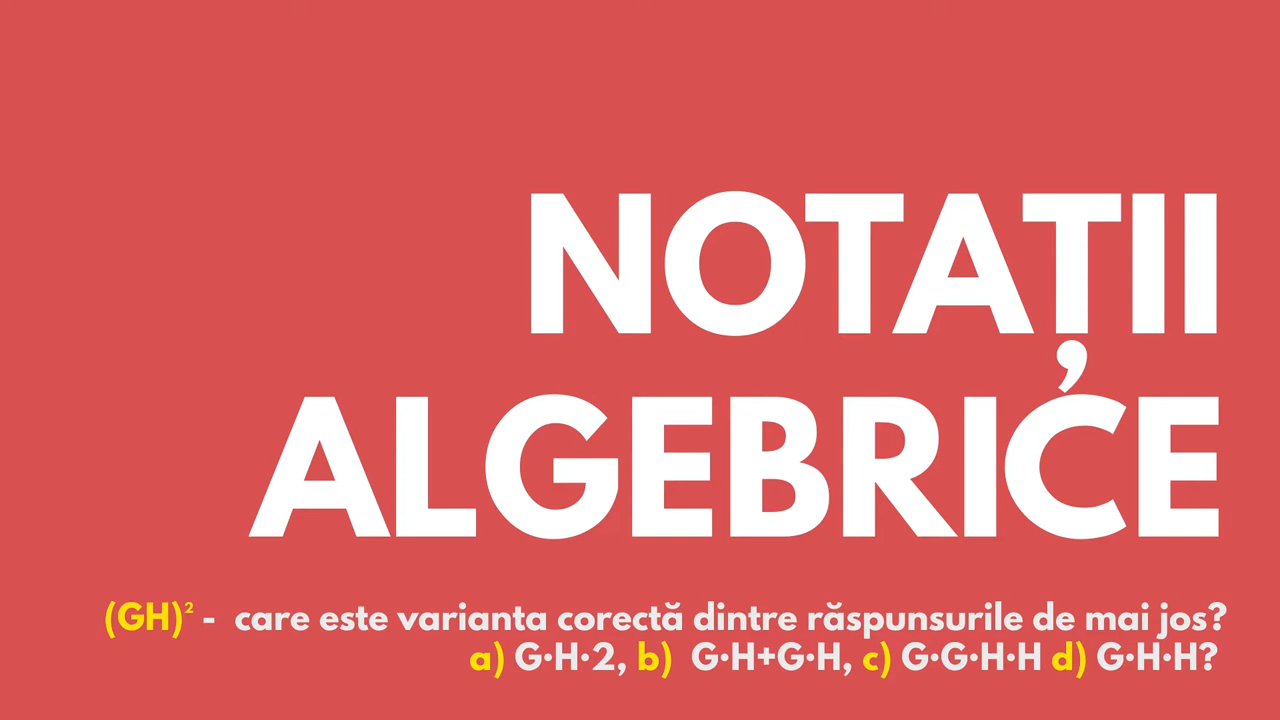 NOTAȚII
ALGEBRICE
(GH)² - care este varianta corectă dintre răspunsurile de mai jos?
a) G·H·2, b) G·H+G·H, c) G·G·H·H d) G·H·H?